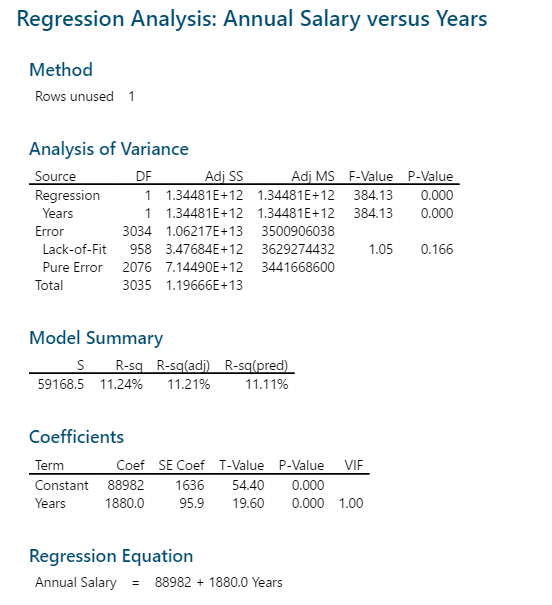 Regression Analysis: Annual Salary versus Years
Method
Rows unused 1
Analysis of Variance
Source DF Adj SS Adj MS F-Value P-Value
Regression 1 1.34481E+12 1.34481E+12 384.13 0.000
Years 1 1.34481E+12 1.34481E+12 384.13 0.000
Error 3034 1.06217E+13 3500906038
Lack-of-Fit 958 3.47684E+12 3629274432 1.05 0.166
Pure Error 2076 7.14490E+12 3441668600
Total 3035 1.19666E+13
Model Summary
S R-sq R-sq(adj) R-sq(pred)
59168.5 11.24% 11.21% 11.11%
Coefficients
Term Coef SE Coef T-Value P-Value VIF
Constant 88982 1636 54.40 0.000
Years 1880.0 95.9 19.60 0.000 1.00
Regression Equation
Annual Salary = 88982 + 1880.0 Years